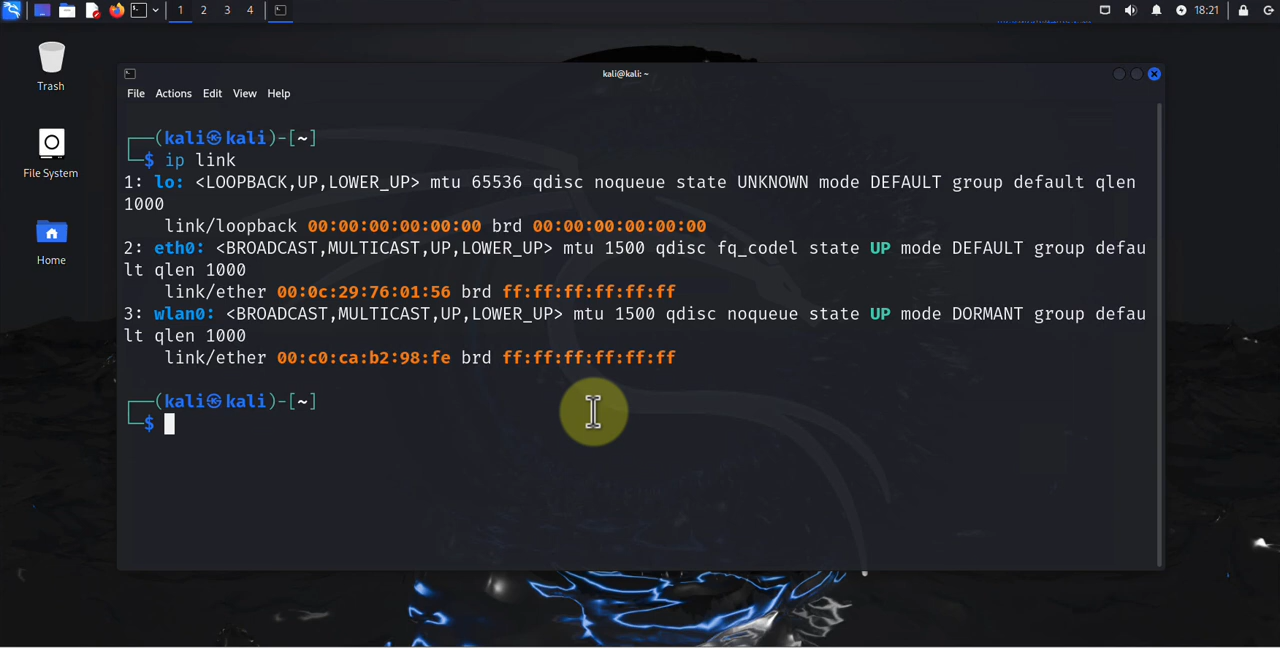 1 2 3 4 18:21
Trash
File System
Home
kali@kali: ~
File Actions Edit View Help
┌──(kali㉿kali)-[~]
└─$ ip link
1: lo: <LOOPBACK,UP,LOWER_UP> mtu 65536 qdisc noqueue state UNKNOWN mode DEFAULT group default qlen
1000
link/loopback 00:00:00:00:00:00 brd 00:00:00:00:00:00
2: eth0: <BROADCAST,MULTICAST,UP,LOWER_UP> mtu 1500 qdisc fq_codel state UP mode DEFAULT group defau
lt qlen 1000
link/ether 00:0c:29:76:01:56 brd ff:ff:ff:ff:ff:ff
3: wlan0: <BROADCAST,MULTICAST,UP,LOWER_UP> mtu 1500 qdisc noqueue state UP mode DORMANT group defau
lt qlen 1000
link/ether 00:c0:ca:b2:98:fe brd ff:ff:ff:ff:ff:ff
┌──(kali㉿kali)-[~]
└─$